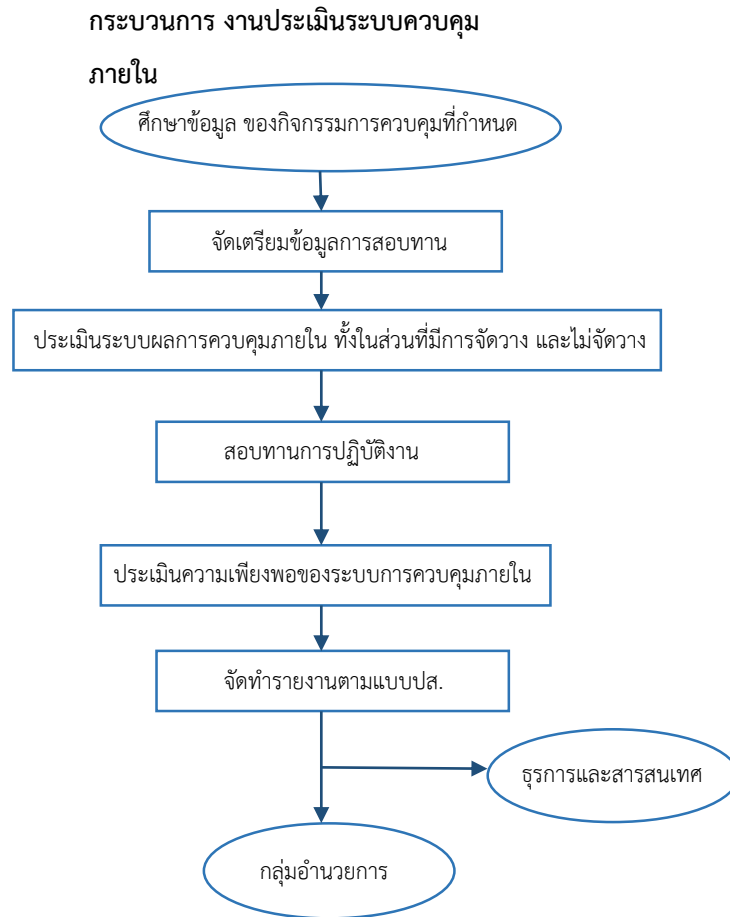 กระบวนการ งานประเมินระบบควบคุม
ภายใน
ศึกษาข้อมูล ของกิจกรรมการควบคุมที่กำหนด
จัดเตรียมข้อมูลการสอบทาน
ประเมินระบบผลการควบคุมภายใน ทั้งในส่วนที่มีการจัดวาง และไม่จัดวาง
สอบทานการปฏิบัติงาน
ประเมินความเพียงพอของระบบการควบคุมภายใน
จัดทำรายงานตามแบบปส.
ธุรการและสารสนเทศ
กลุ่มอำนวยการ